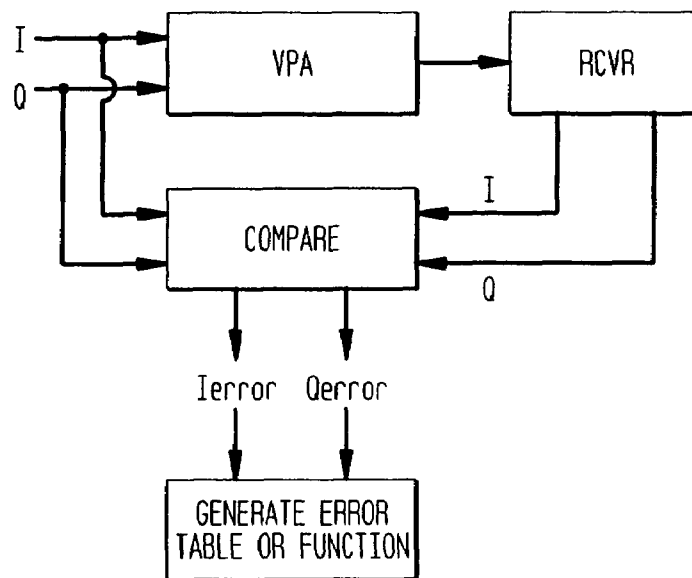 I
Q
VPA
RCVR
COMPARE
I
Q
Ierror Qerror
GENERATE ERROR
TABLE OR FUNCTION